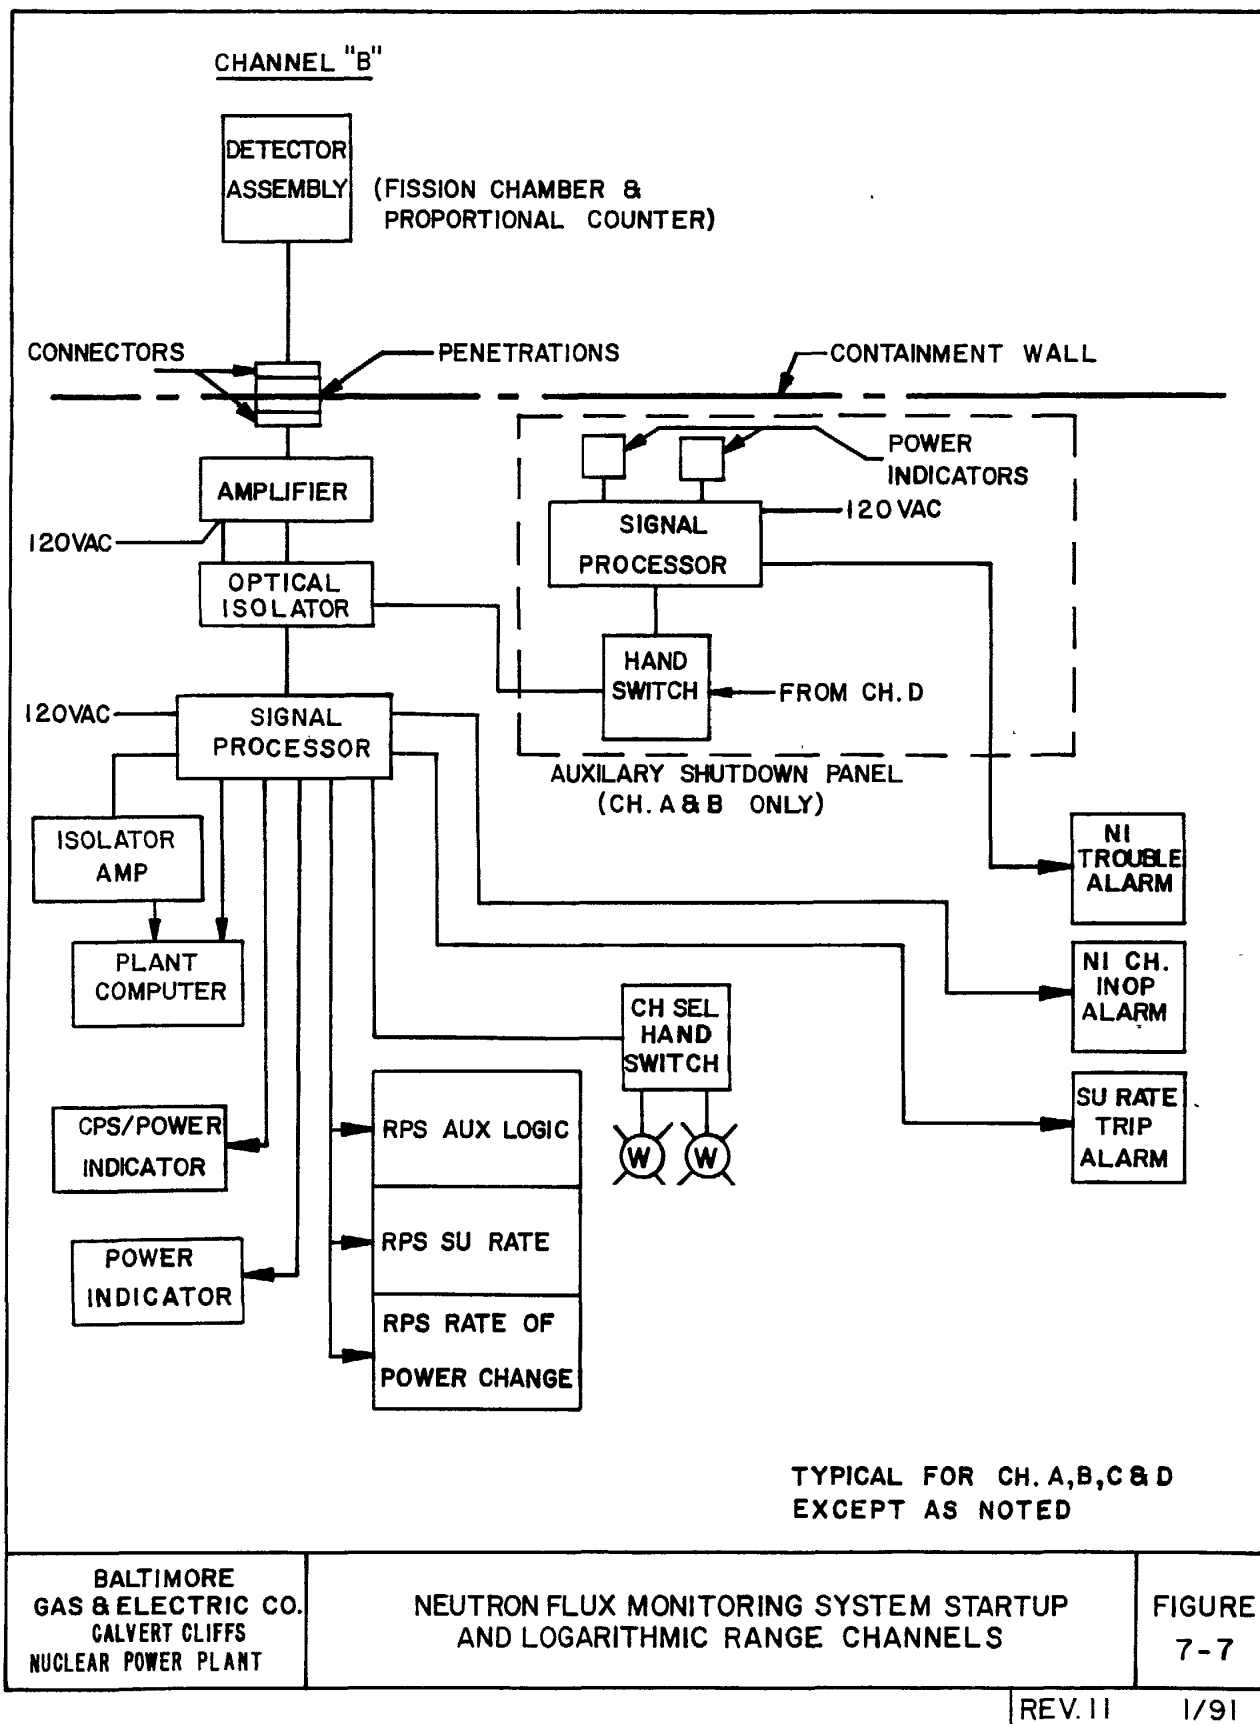 CHANNEL "B"
DETECTOR
ASSEMBLY
(FISSION CHAMBER &
PROPORTIONAL COUNTER)
CONNECTORS
PENETRATIONS
CONTAINMENT WALL
POWER
INDICATORS
AMPLIFIER
120VAC
SIGNAL
PROCESSOR
120VAC
OPTICAL
ISOLATOR
HAND
SWITCH
FROM CH. D
120VAC
SIGNAL
PROCESSOR
AUXILARY SHUTDOWN PANEL
(CH. A & B ONLY)
ISOLATOR
AMP
NI
TROUBLE
ALARM
PLANT
COMPUTER
NI CH.
INOP
ALARM
CH SEL
HAND
SWITCH
CPS/POWER
INDICATOR
RPS AUX LOGIC
W
W
SU RATE
TRIP
ALARM
POWER
INDICATOR
RPS SU RATE
RPS RATE OF
POWER CHANGE
TYPICAL FOR CH. A,B,C & D
EXCEPT AS NOTED
BALTIMORE
GAS & ELECTRIC CO.
CALVERT CLIFFS
NUCLEAR POWER PLANT
NEUTRON FLUX MONITORING SYSTEM STARTUP
AND LOGARITHMIC RANGE CHANNELS
FIGURE
7-7
REV. 11 1/91